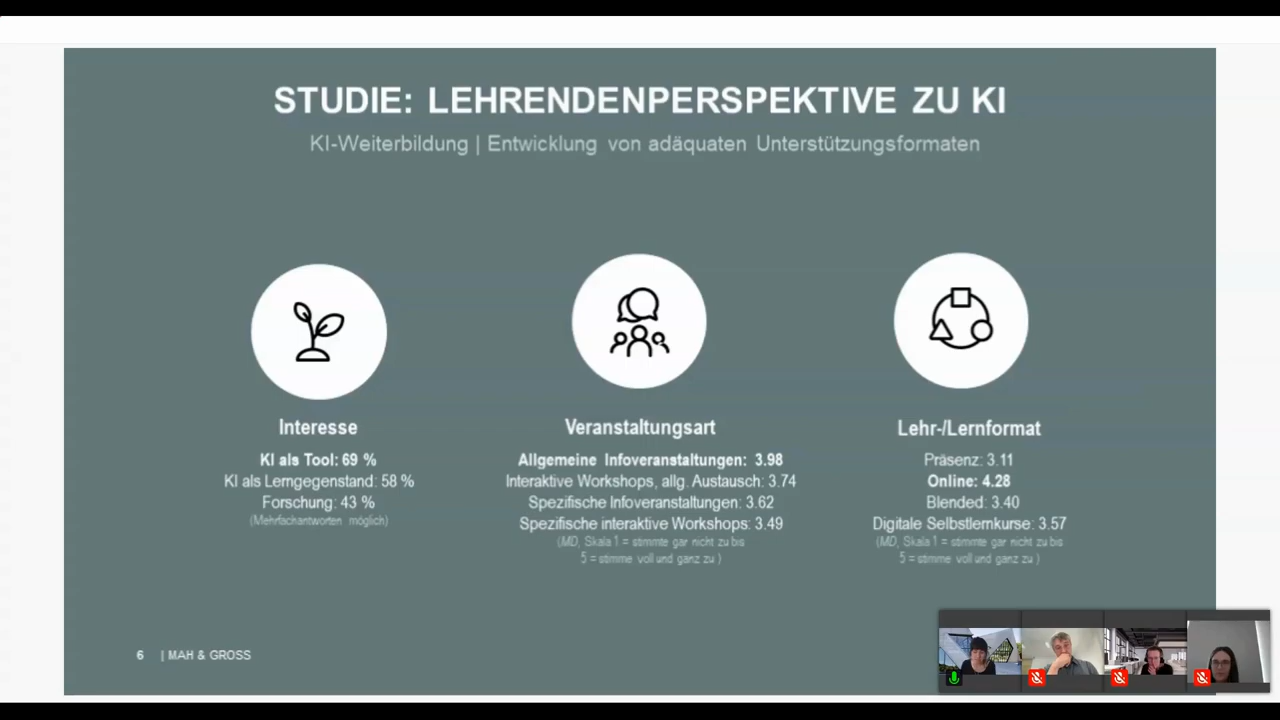 STUDIE: LEHRENDENPERSPEKTIVE ZU KI
KI-Weiterbildung | Entwicklung von adäquaten Unterstützungsformaten
Interesse
KI als Tool: 69 %
KI als Lerngegenstand: 58 %
Forschung: 43 %
(Mehrfachantworten möglich)
Veranstaltungsart
Allgemeine Infoveranstaltungen: 3.98
Interaktive Workshops, allg. Austausch: 3.74
Spezifische Infoveranstaltungen: 3.62
Spezifische interaktive Workshops: 3.49
(MD, Skala 1 = stimmte gar nicht zu bis
5 = stimme voll und ganz zu )
Lehr-/Lernformat
Präsenz: 3.11
Online: 4.28
Blended: 3.40
Digitale Selbstlernkurse: 3.57
(MD, Skala 1 = stimmte gar nicht zu bis
5 = stimme voll und ganz zu )
6 | MAH & GROSS